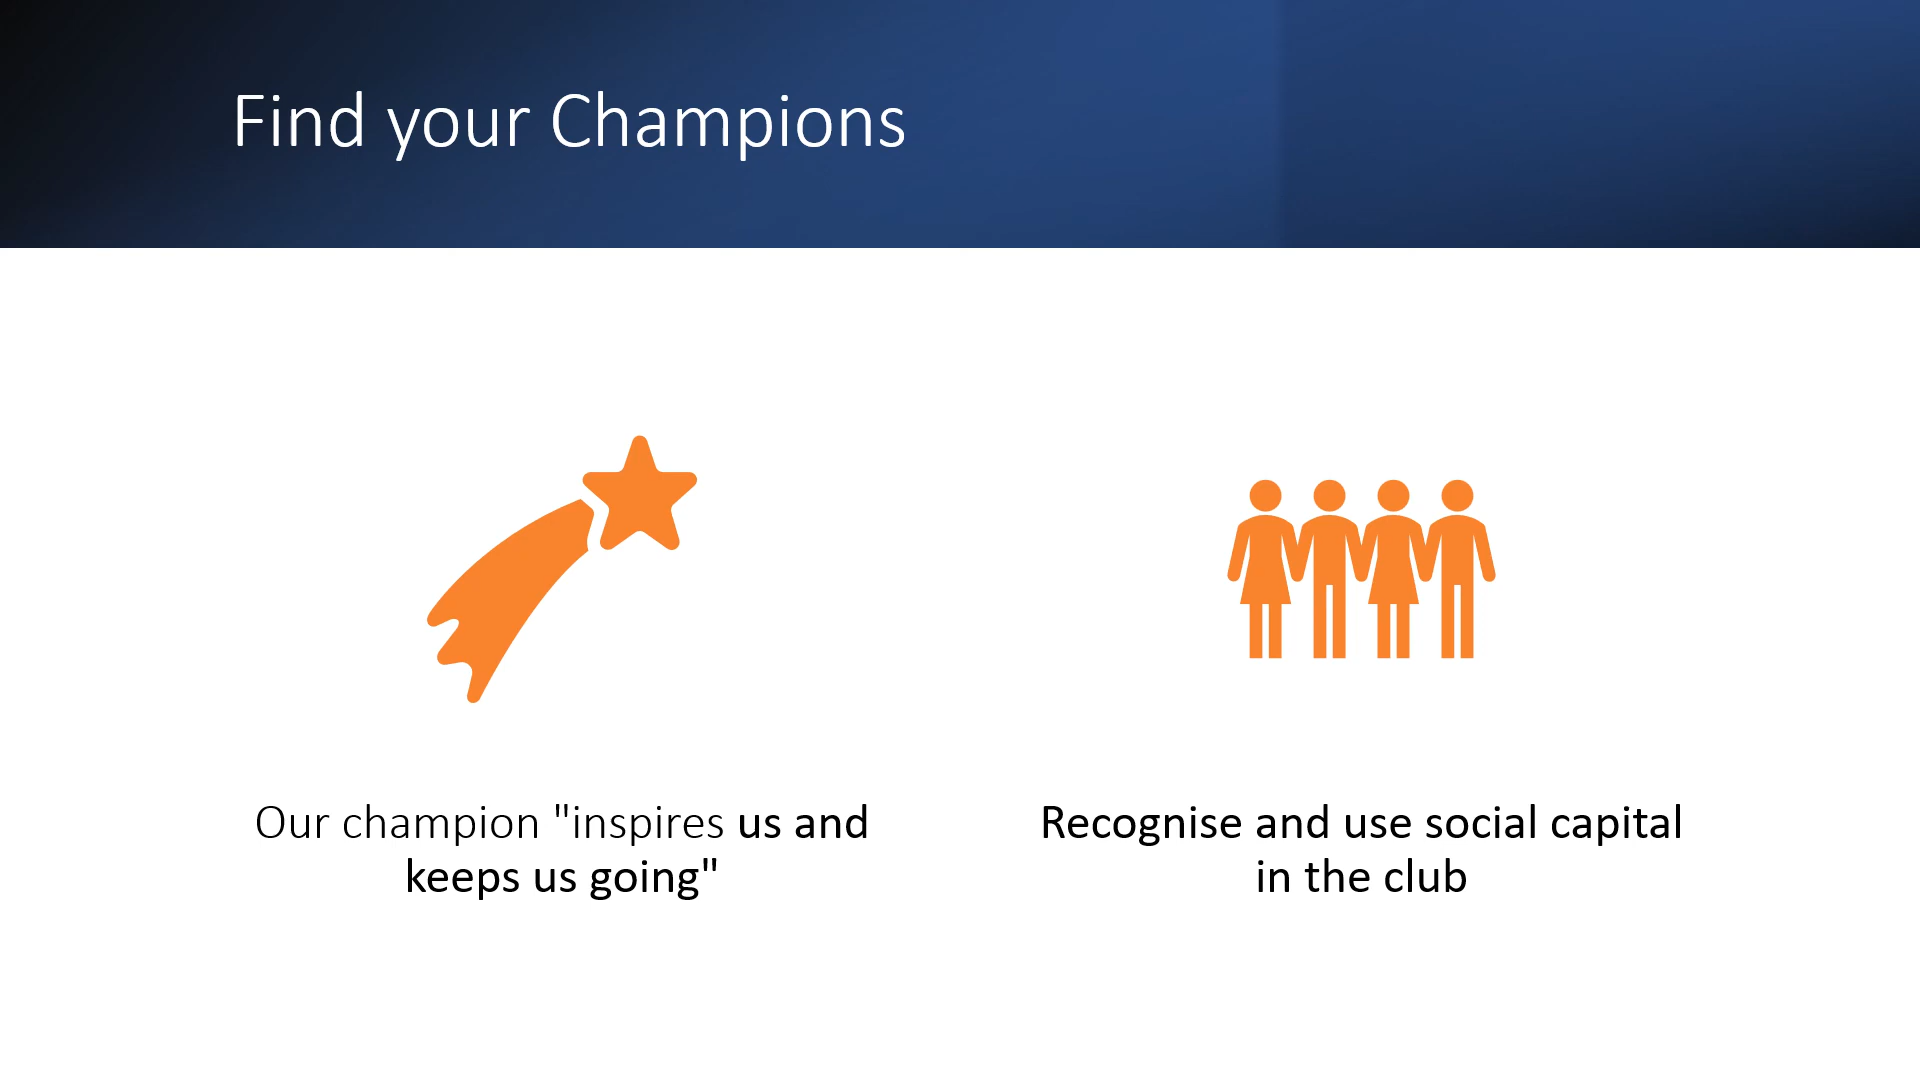 Find your Champions
Our champion "inspires us and
keeps us going"
Recognise and use social capital
in the club